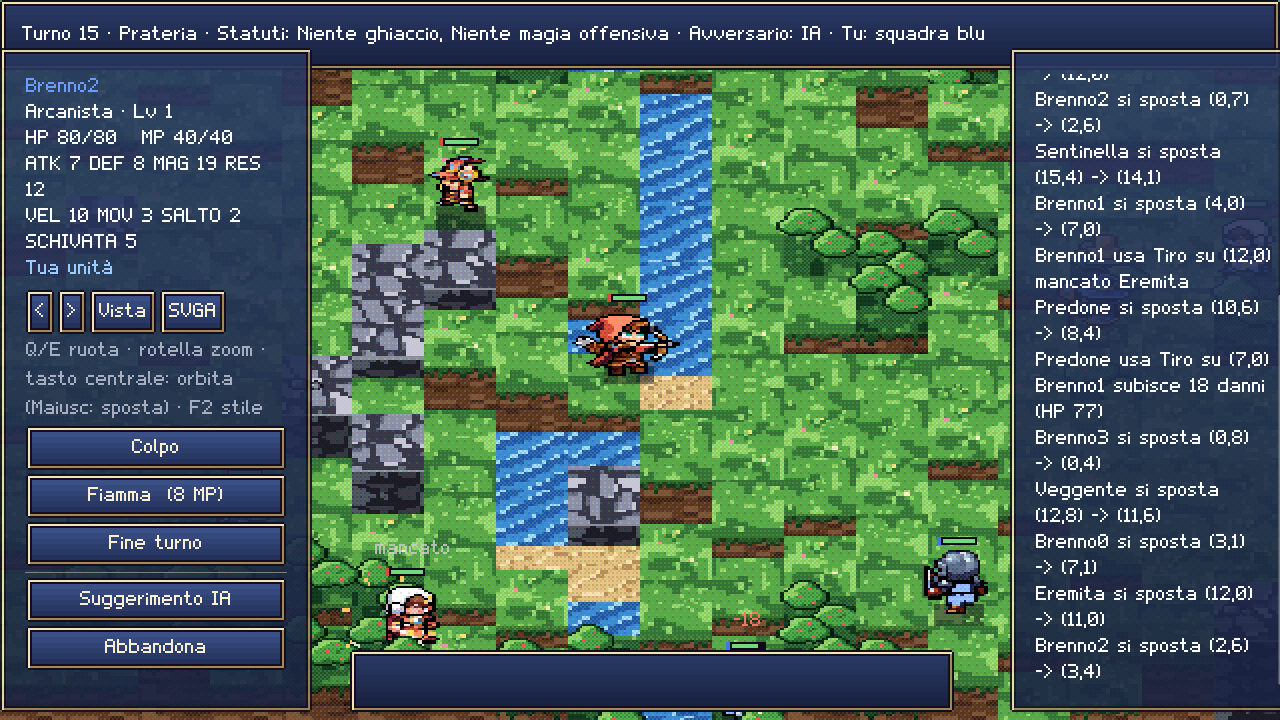 Turno 15 · Prateria · Statuti: Niente ghiaccio, Niente magia offensiva · Avversario: IA · Tu: squadra blu
Brenno2
Arcanista · Lv 1
HP 80/80 MP 40/40
ATK 7 DEF 8 MAG 19 RES
12
VEL 10 MOV 3 SALTO 2
SCHIVATA 5
Tua unità
< > Vista SVGA
Q/E ruota · rotella zoom ·
tasto centrale: orbita
(Maiusc: sposta) · F2 stile
Colpo
Fiamma (8 MP)
Fine turno
Suggerimento IA
Abbandona
mancato
-18
Brenno2 si sposta (0,7)
-> (2,6)
Sentinella si sposta
(15,4) -> (14,1)
Brenno1 si sposta (4,0)
-> (7,0)
Brenno1 usa Tiro su (12,0)
mancato Eremita
Predone si sposta (10,6)
-> (8,4)
Predone usa Tiro su (7,0)
Brenno1 subisce 18 danni
(HP 77)
Brenno3 si sposta (0,8)
-> (0,4)
Veggente si sposta
(12,8) -> (11,6)
Brenno0 si sposta (3,1)
-> (7,1)
Eremita si sposta (12,0)
-> (11,0)
Brenno2 si sposta (2,6)
-> (3,4)